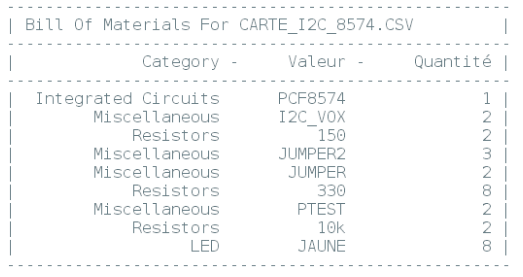 | Bill Of Materials For CARTE_I2C_8574.CSV |
| Category - Valeur - Quantité |
| Integrated Circuits PCF8574 1 |
| Miscellaneous I2C_VOX 2 |
| Resistors 150 2 |
| Miscellaneous JUMPER2 3 |
| Miscellaneous JUMPER 2 |
| Resistors 330 8 |
| Miscellaneous PTEST 2 |
| Resistors 10k 2 |
| LED JAUNE 8 |